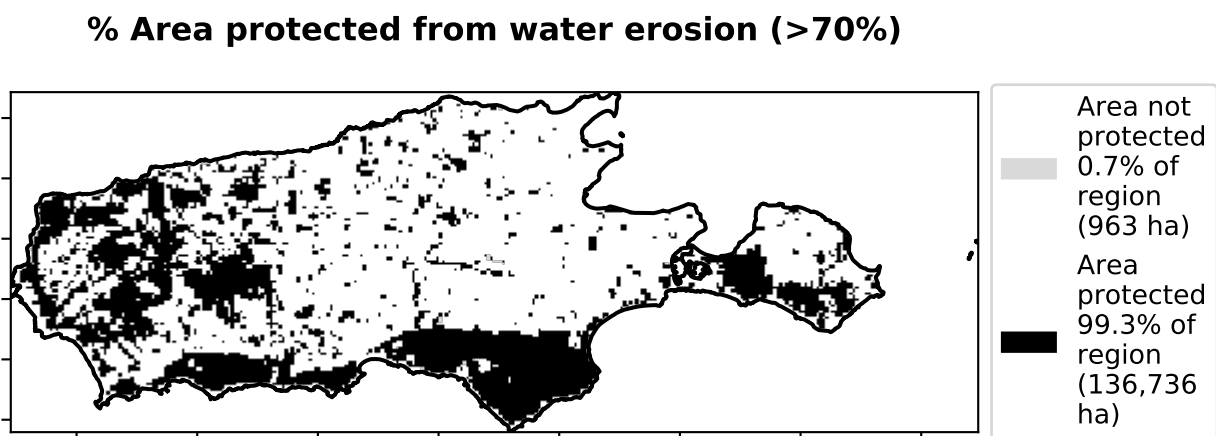 % Area protected from water erosion (>70%)
Area not
protected
0.7% of
region
(963 ha)
Area
protected
99.3% of
region
(136,736
ha)